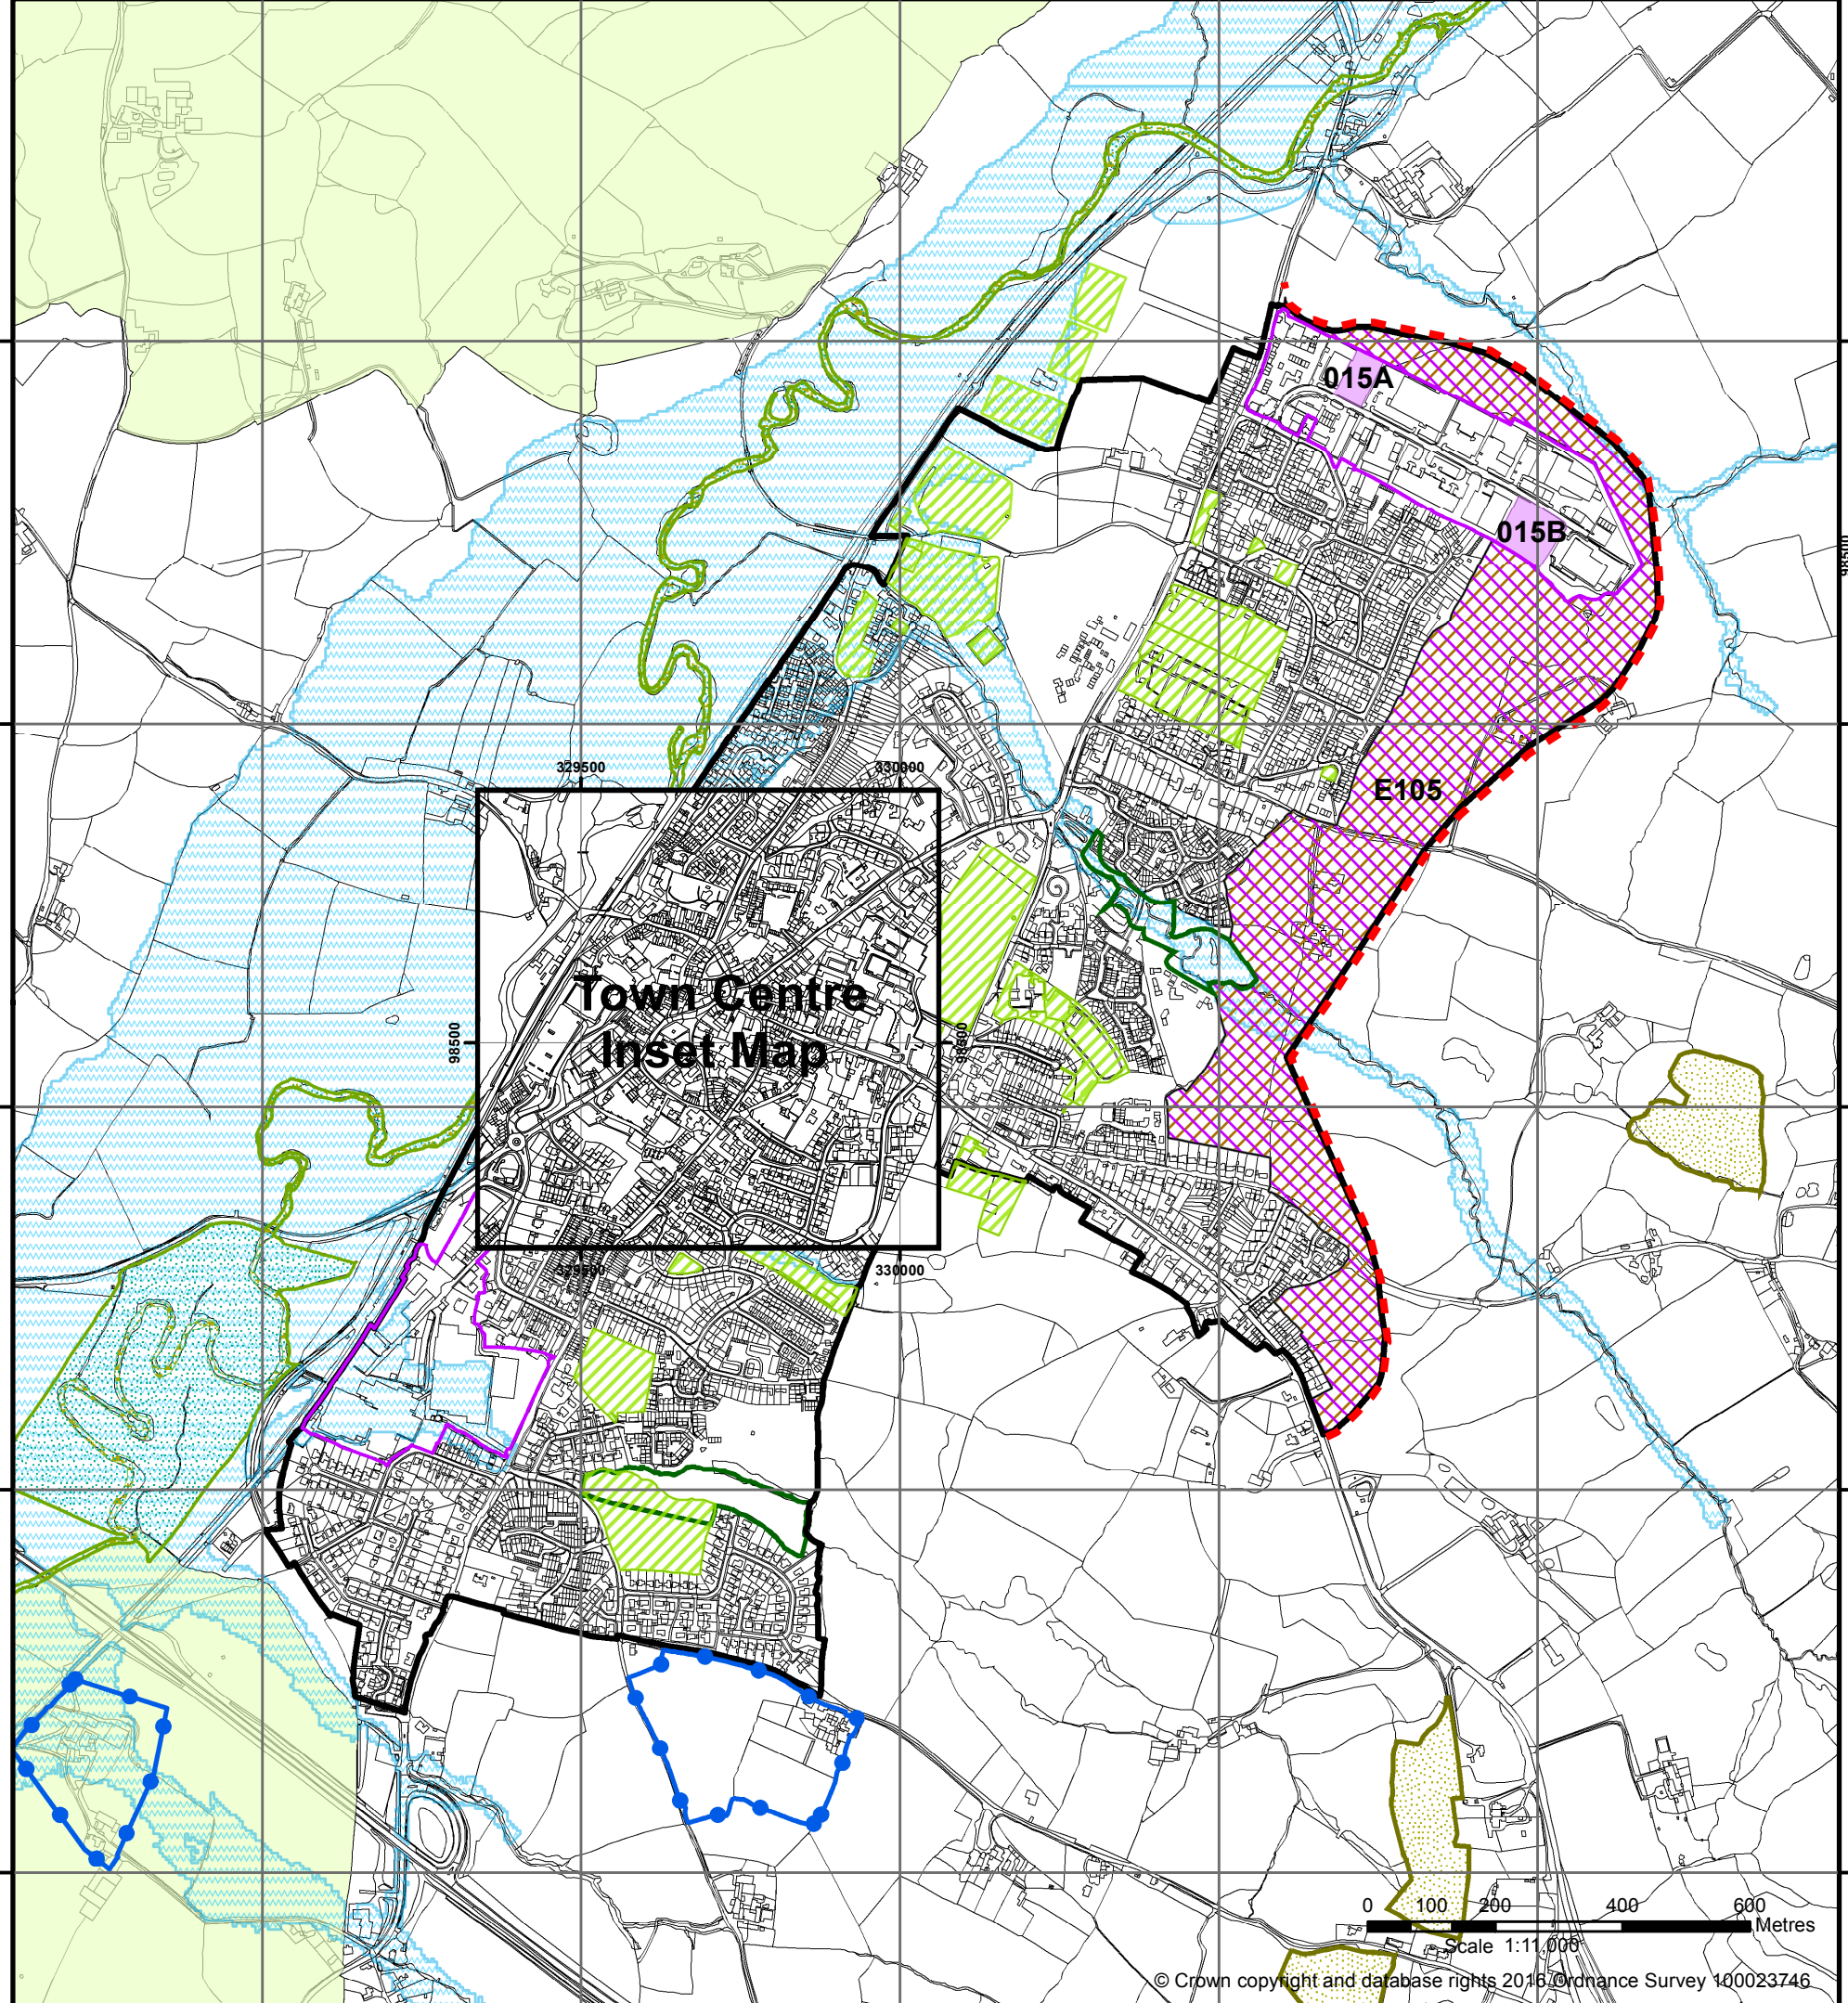 015A
015B
98500
329500
330000
E105
Town Centre
Inset Map
98500
98500
329500
330000
0 100 200 400 600
Metres
Scale 1:11,000
© Crown copyright and database rights 2016 Ordnance Survey 100023746